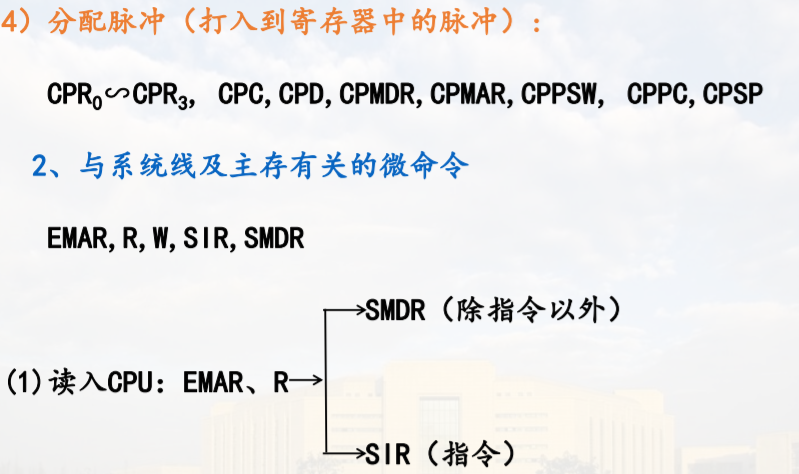 4）分配脉冲（打入到寄存器中的脉冲）：
CPR₀∽CPR₃, CPC,CPD,CPMDR,CPMAR,CPPSW, CPPC,CPSP
2、与系统线及主存有关的微命令
EMAR,R,W,SIR,SMDR
SMDR（除指令以外）
(1)读入CPU：EMAR、R
SIR（指令）